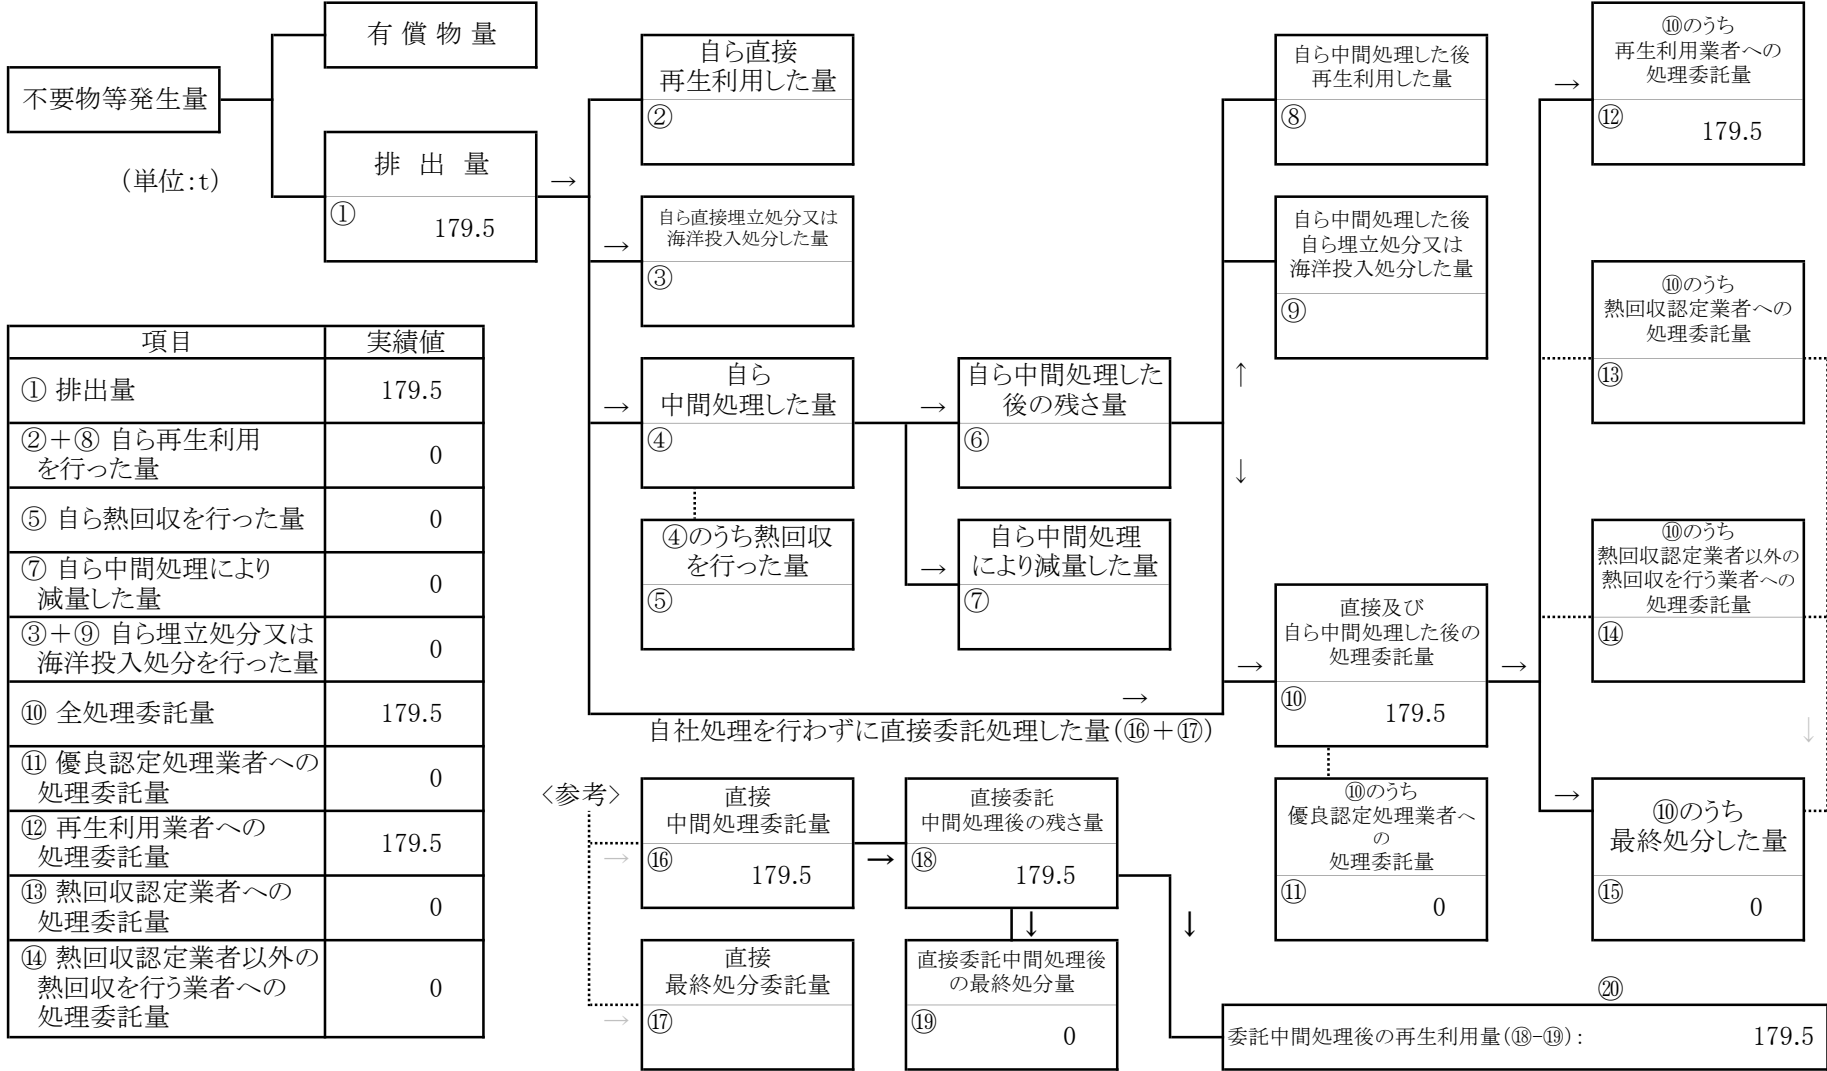 不要物等発生量
(単位:t)
有 償 物 量
排 出 量
①
179.5
→
自ら直接
再生利用した量
②
→
自ら直接埋立処分又は
海洋投入処分した量
③
→
自ら
中間処理した量
④
④のうち熱回収
を行った量
⑤
→
自ら中間処理した
後の残さ量
⑥
→
自ら中間処理
により減量した量
⑦
自ら中間処理した後
再生利用した量
⑧
自ら中間処理した後
自ら埋立処分又は
海洋投入処分した量
⑨
↑
↓
→
自社処理を行わずに直接委託処理した量(⑯+⑰)
→
直接及び
自ら中間処理した後の
処理委託量
⑩
179.5
→
⑩のうち
優良認定処理業者へ
の
処理委託量
⑪
0
→
⑩のうち
再生利用業者への
処理委託量
⑫
179.5
⑩のうち
熱回収認定業者への
処理委託量
⑬
⑩のうち
熱回収認定業者以外の
熱回収を行う業者への
処理委託量
⑭
↓
→
⑩のうち
最終処分した量
⑮
0
項目 実績値
① 排出量 179.5
②+⑧ 自ら再生利用
を行った量 0
⑤ 自ら熱回収を行った量 0
⑦ 自ら中間処理により
減量した量 0
③+⑨ 自ら埋立処分又は
海洋投入処分を行った量 0
⑩ 全処理委託量 179.5
⑪ 優良認定処理業者への
処理委託量 0
⑫ 再生利用業者への
処理委託量 179.5
⑬ 熱回収認定業者への
処理委託量 0
⑭ 熱回収認定業者以外の
熱回収を行う業者への
処理委託量 0
〈参考〉
→
直接
中間処理委託量
⑯
179.5
→
直接委託
中間処理後の残さ量
⑱
179.5
↓
↓
→
直接
最終処分委託量
⑰
直接委託中間処理後
の最終処分量
⑲
0
⑳
委託中間処理後の再生利用量(⑱-⑲): 179.5